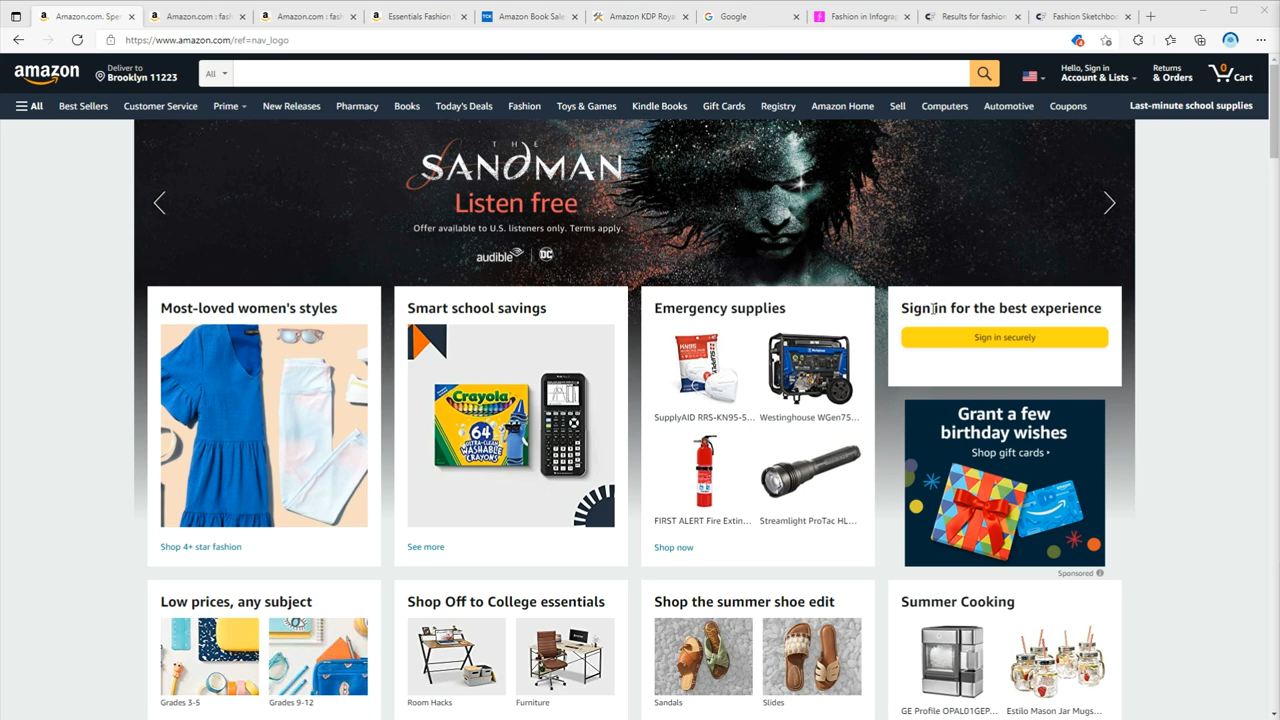 Amazon.com. Spen
Amazon.com : fash
Amazon.com : fash
Essentials Fashion S
TCK
Amazon Book Sale
Amazon KDP Roya
Google
Fashion in Infograp
Results for fashion
Fashion Sketchboo
https://www.amazon.com/ref=nav_logo
4
amazon
Deliver to
Brooklyn 11223
All
Hello, Sign in
Account & Lists
Returns
& Orders
0
Cart
All
Best Sellers
Customer Service
Prime
New Releases
Pharmacy
Books
Today's Deals
Fashion
Toys & Games
Kindle Books
Gift Cards
Registry
Amazon Home
Sell
Computers
Automotive
Coupons
Last-minute school supplies
THE
SANDMAN
Listen free
Offer available to U.S. listeners only. Terms apply.
audible
DC
Most-loved women's styles
Shop 4+ star fashion
Smart school savings
Crayola
64
ULTRA-CLEAN
WASHABLE
CRAYONS
See more
Emergency supplies
KN95
SUPPLY
SupplyAID RRS-KN95-5...
Westinghouse WGen75...
FIRST ALERT Fire Extin...
Streamlight ProTac HL...
Shop now
Sign in for the best experience
Sign in securely
Grant a few
birthday wishes
Shop gift cards
Sponsored
Low prices, any subject
Grades 3-5
Grades 9-12
Shop Off to College essentials
Room Hacks
Furniture
Shop the summer shoe edit
Sandals
Slides
Summer Cooking
GE Profile OPAL01GEP...
Estilo Mason Jar Mugs...